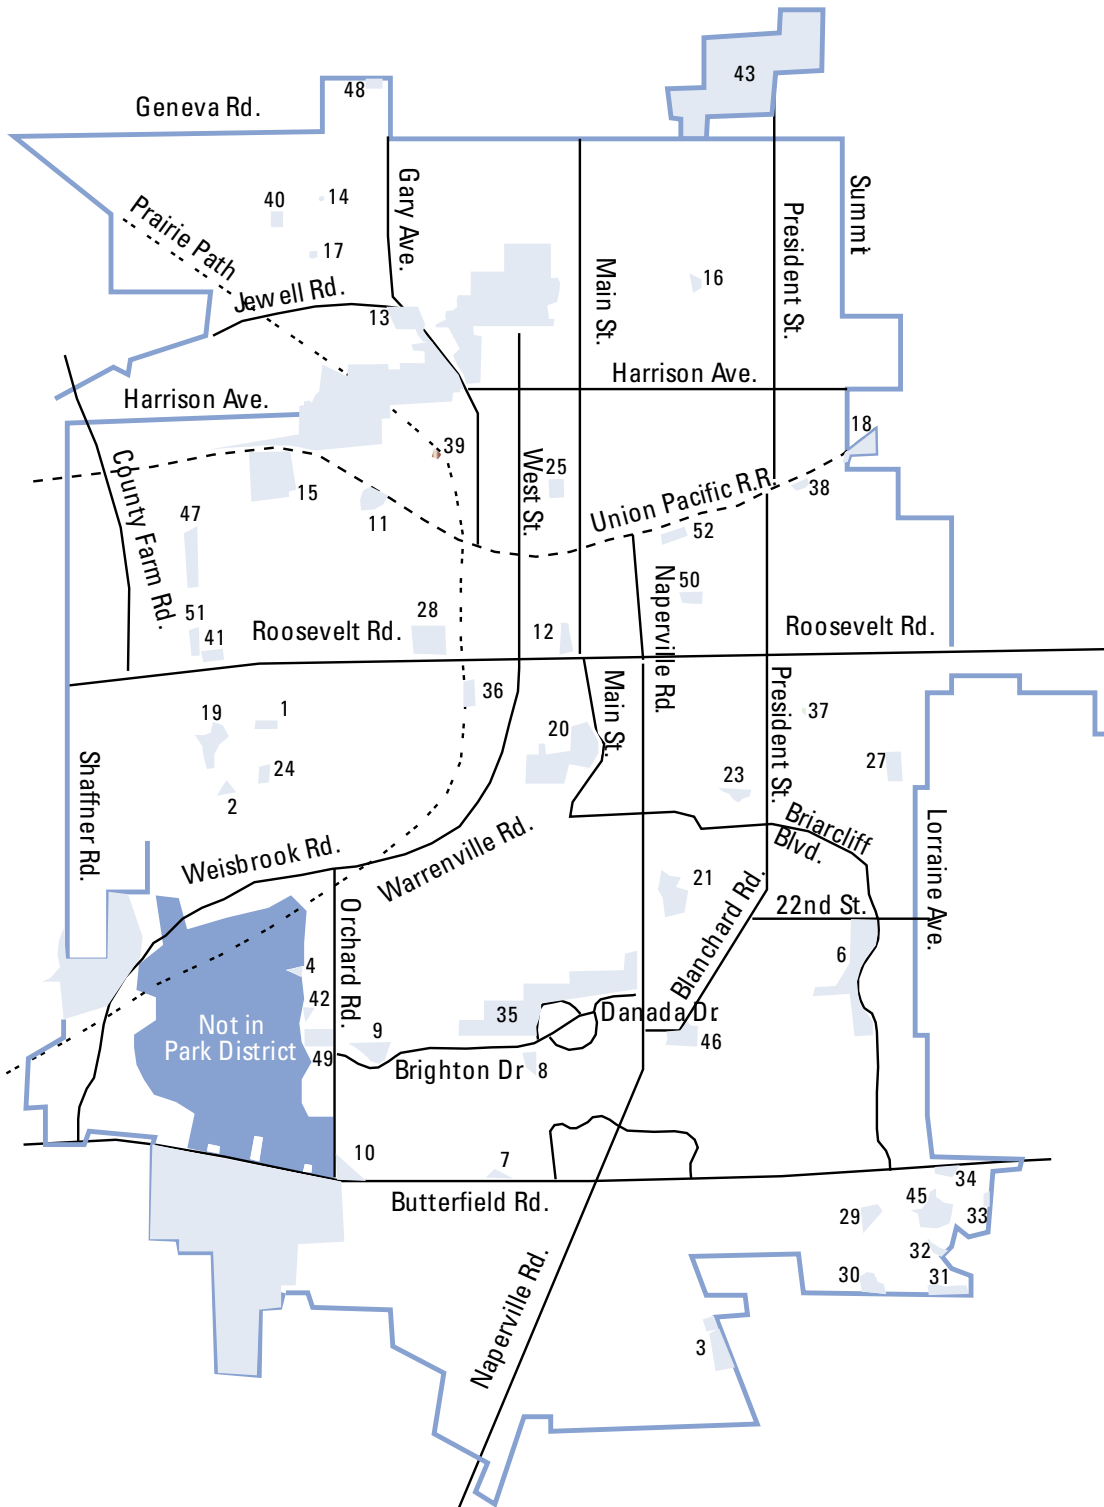 43
48
Geneva Rd.
Summit
Gary Ave.
40
14
Prairie Path
President St.
17
Main St.
16
Jewell Rd.
13
Harrison Ave.
Harrison Ave.
18
39
County Farm Rd.
West St.
25
15
38
Union Pacific R.R.
11
47
52
Naperville Rd.
50
51
28
41
Roosevelt Rd.
12
Roosevelt Rd.
36
Main St.
President St.
1
19
20
37
Shaffner Rd.
24
23
27
2
Briarcliff
Blvd.
Lorraine Ave.
Weisbrook Rd.
Warrenville Rd.
21
Blanchard Rd.
22nd St.
Orchard Rd.
4
6
42
35
Danada Dr.
Not in
Park District
9
46
49
Brighton Dr
8
10
7
34
Butterfield Rd.
45
29
33
32
30
31
Naperville Rd.
3